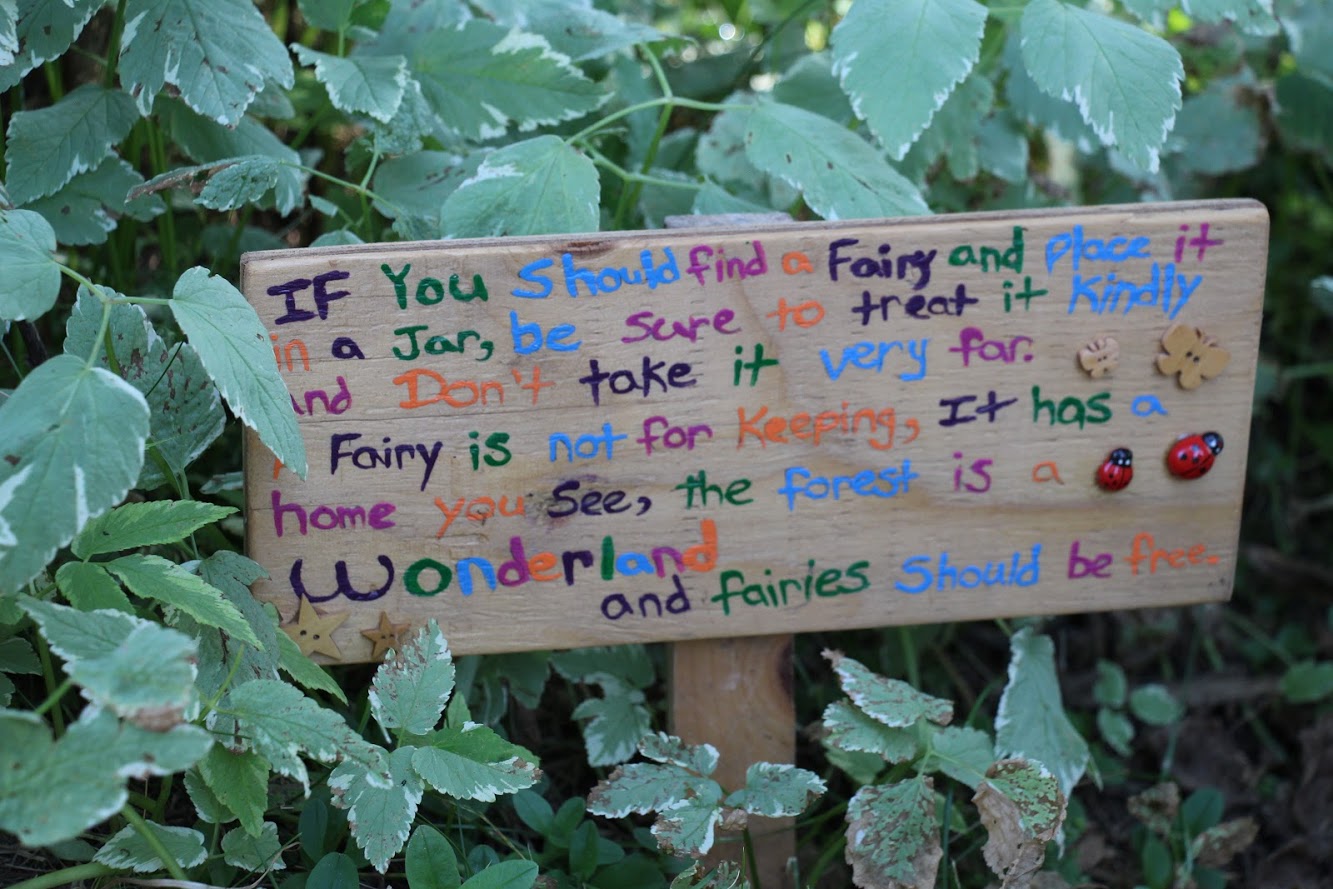 IF You Should find a Fairy and place it
in a Jar, be sure to treat it kindly
And Don't take it very far.
A Fairy is not for Keeping, It has a
home you See, the forest is a
Wonderland
and fairies Should be free.